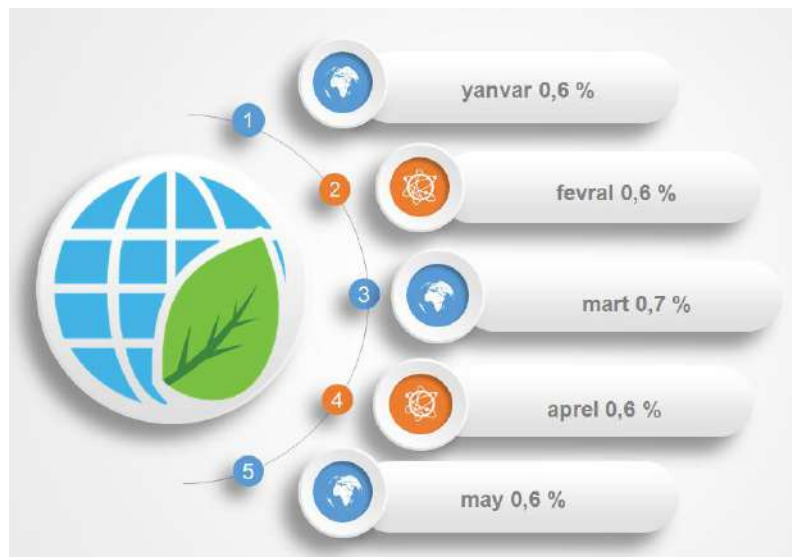 1
yanvar 0,6 %
2
fevral 0,6 %
3
mart 0,7 %
4
aprel 0,6 %
5
may 0,6 %